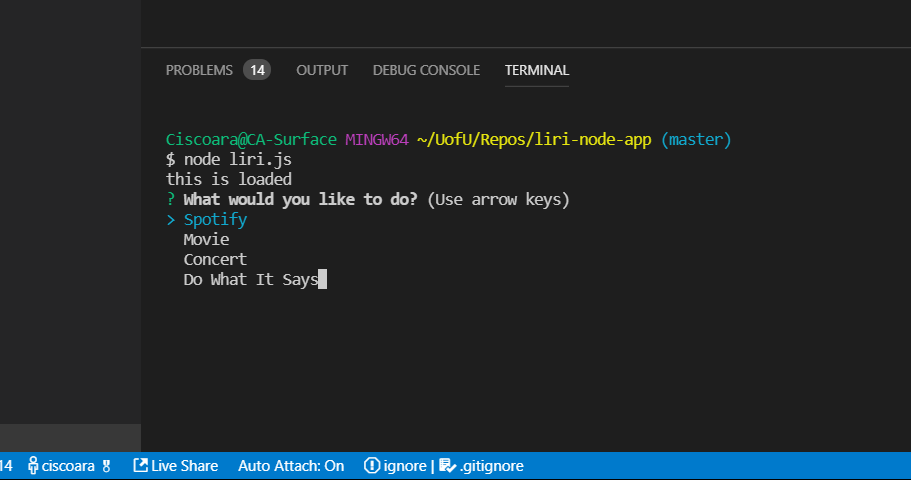 PROBLEMS 14 OUTPUT DEBUG CONSOLE TERMINAL
Ciscoara@CA-Surface MINGW64 ~/UofU/Repos/liri-node-app (master)
$ node liri.js
this is loaded
? What would you like to do? (Use arrow keys)
> Spotify
Movie
Concert
Do What It Says
14 ciscoara Live Share Auto Attach: On ignore | .gitignore